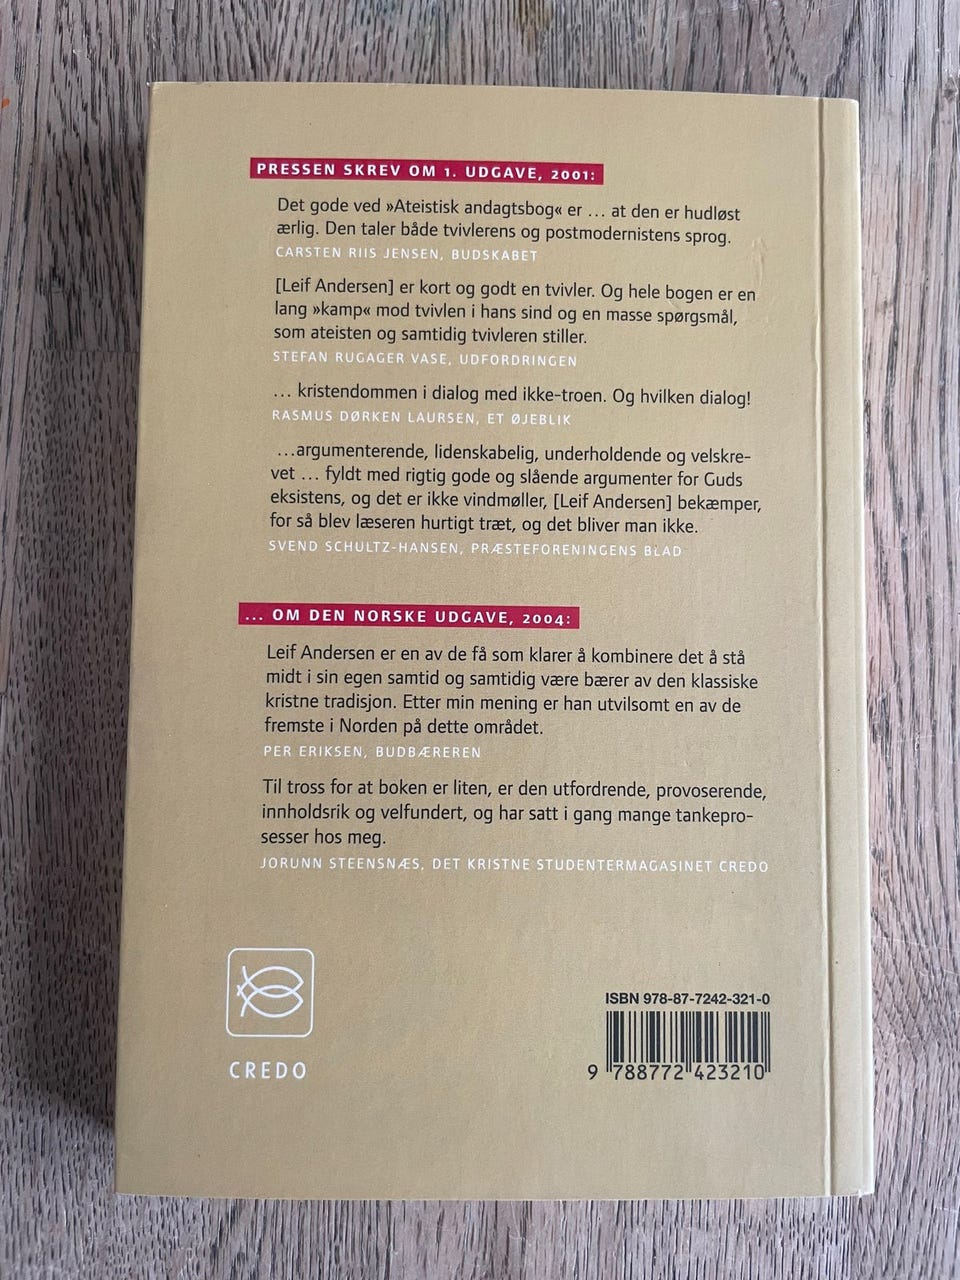 PRESSEN SKREV OM 1. UDGAVE, 2001:
Det gode ved »Ateistisk andagtsbog« er … at den er hudløst
ærlig. Den taler både tvivlerens og postmodernistens sprog.
CARSTEN RIIS JENSEN, BUDSKABET
[Leif Andersen] er kort og godt en tvivler. Og hele bogen er en
lang »kamp« mod tvivlen i hans sind og en masse spørgsmål,
som ateisten og samtidig tvivleren stiller.
STEFAN RUGAGER VASE, UDFORDRINGEN
… kristendommen i dialog med ikke-troen. Og hvilken dialog!
RASMUS DØRKEN LAURSEN, ET ØJEBLIK
…argumenterende, lidenskabelig, underholdende og velskre-
vet … fyldt med rigtig gode og slående argumenter for Guds
eksistens, og det er ikke vindmøller, [Leif Andersen] bekæmper,
for så blev læseren hurtigt træt, og det bliver man ikke.
SVEND SCHULTZ-HANSEN, PRÆSTEFORENINGENS BLAD
... OM DEN NORSKE UDGAVE, 2004:
Leif Andersen er en av de få som klarer å kombinere det å stå
midt i sin egen samtid og samtidig være bærer av den klassiske
kristne tradisjon. Etter min mening er han utvilsomt en av de
fremste i Norden på dette området.
PER ERIKSEN, BUDBÆREREN
Til tross for at boken er liten, er den utfordrende, provoserende,
innholdsrik og velfundert, og har satt i gang mange tankepro-
sesser hos meg.
JORUNN STEENSNÆS, DET KRISTNE STUDENTERMAGASINET CREDO
CREDO
ISBN 978-87-7242-321-0
9 788772 423210